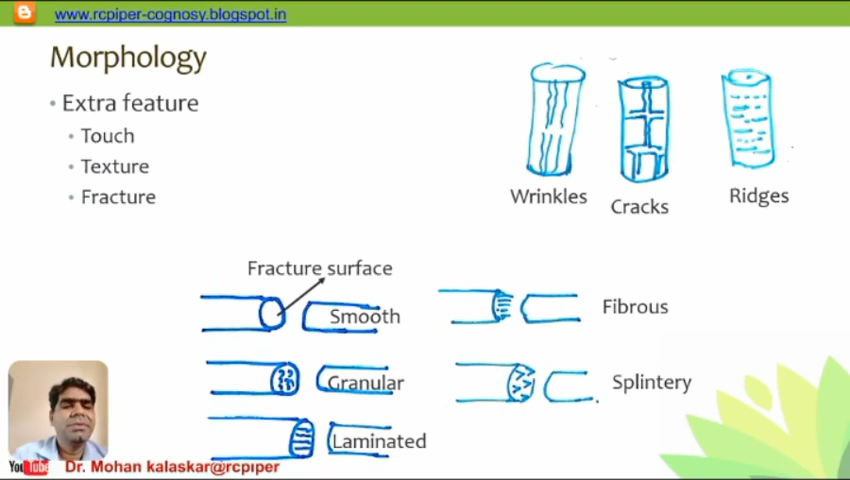 www.rcpiper-cognosy.blogspot.in
Morphology
• Extra feature
• Touch
• Texture
• Fracture
Wrinkles
Cracks
Ridges
Fracture surface
Smooth
Fibrous
Granular
Splintery
Laminated
YouTube Dr. Mohan kalaskar@rcpiper